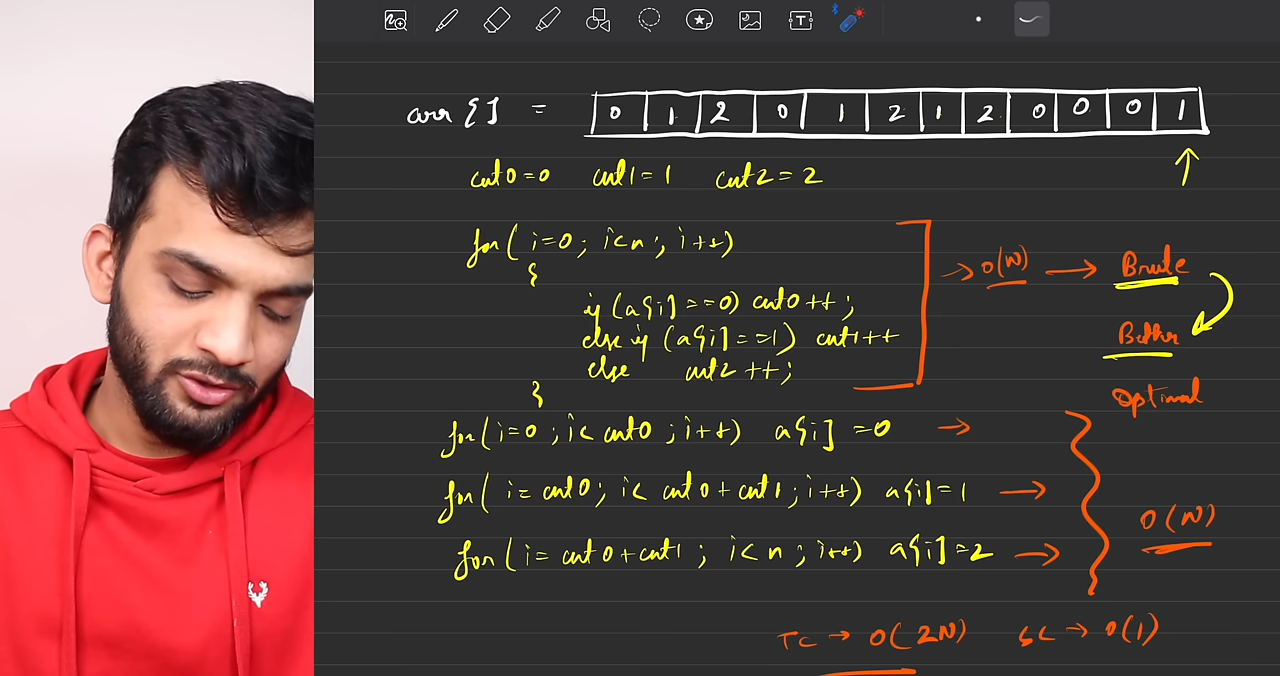 arr [] = 0 1 2 0 1 2 1 2 0 0 0 1
cnt0=0 cnt1=1 cnt2=2
for( i=0; i<n; i++)
{
if (a[i]==0) cnt0++;
else if (a[i]==1) cnt1++
else cnt2++;
}
→ O(N) → Brute
Better
Optimal
for(i=0; i< cnt0; i++) a[i]=0 →
for( i= cnt0; i< cnt0+cnt1; i++) a[i]=1 →
for(i= cnt0+cnt1; i<n; i++) a[i]=2 →
O(N)
TC → O(2N) SC → O(1)